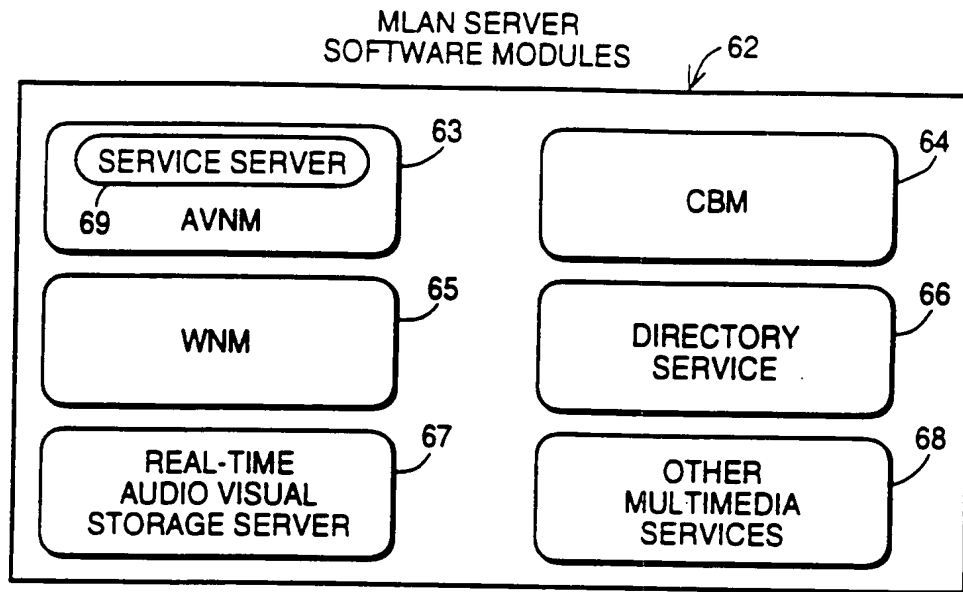 MLAN SERVER
SOFTWARE MODULES
62
SERVICE SERVER
69
AVNM
63
CBM
64
WNM
65
DIRECTORY
SERVICE
66
REAL-TIME
AUDIO VISUAL
STORAGE SERVER
67
OTHER
MULTIMEDIA
SERVICES
68